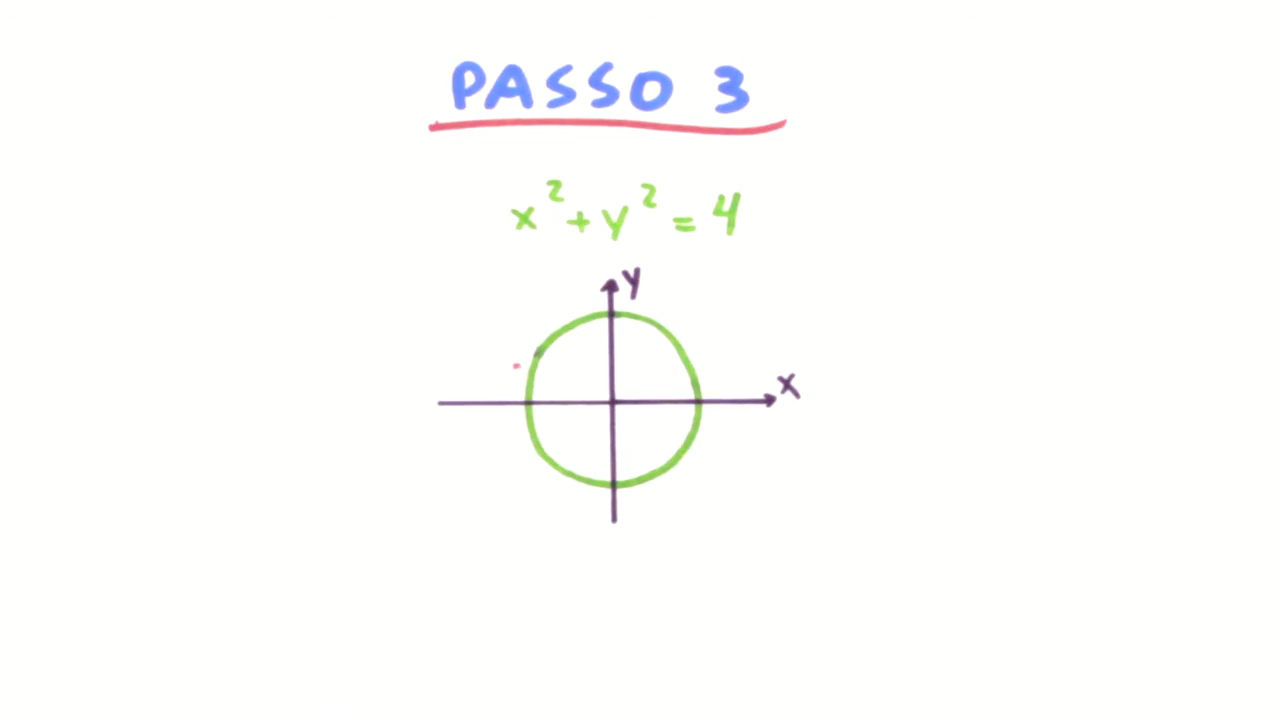 PASSO 3
x² + y² = 4
y
x